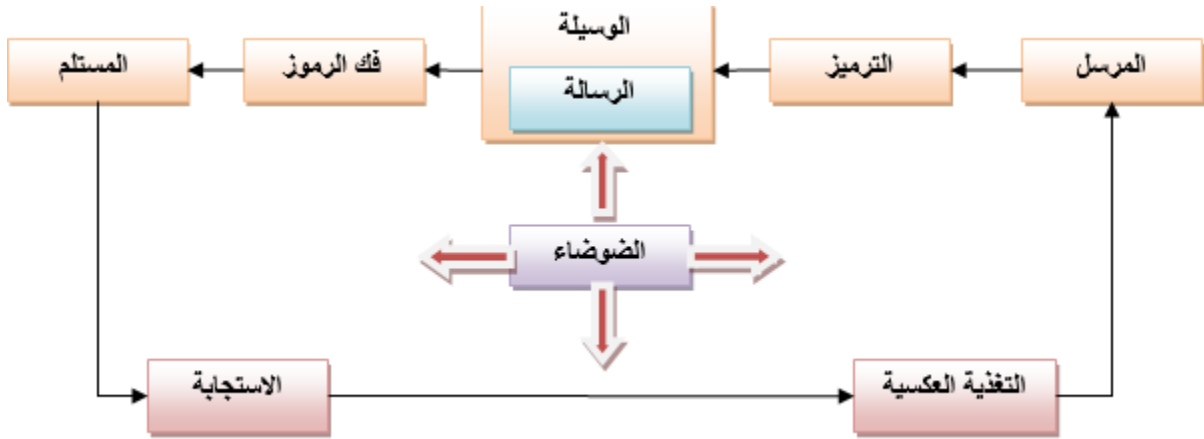 الوسيلة
المرسل
الترميز
الرسالة
فك الرموز
المستلم
الضوضاء
الاستجابة
التغذية العكسية